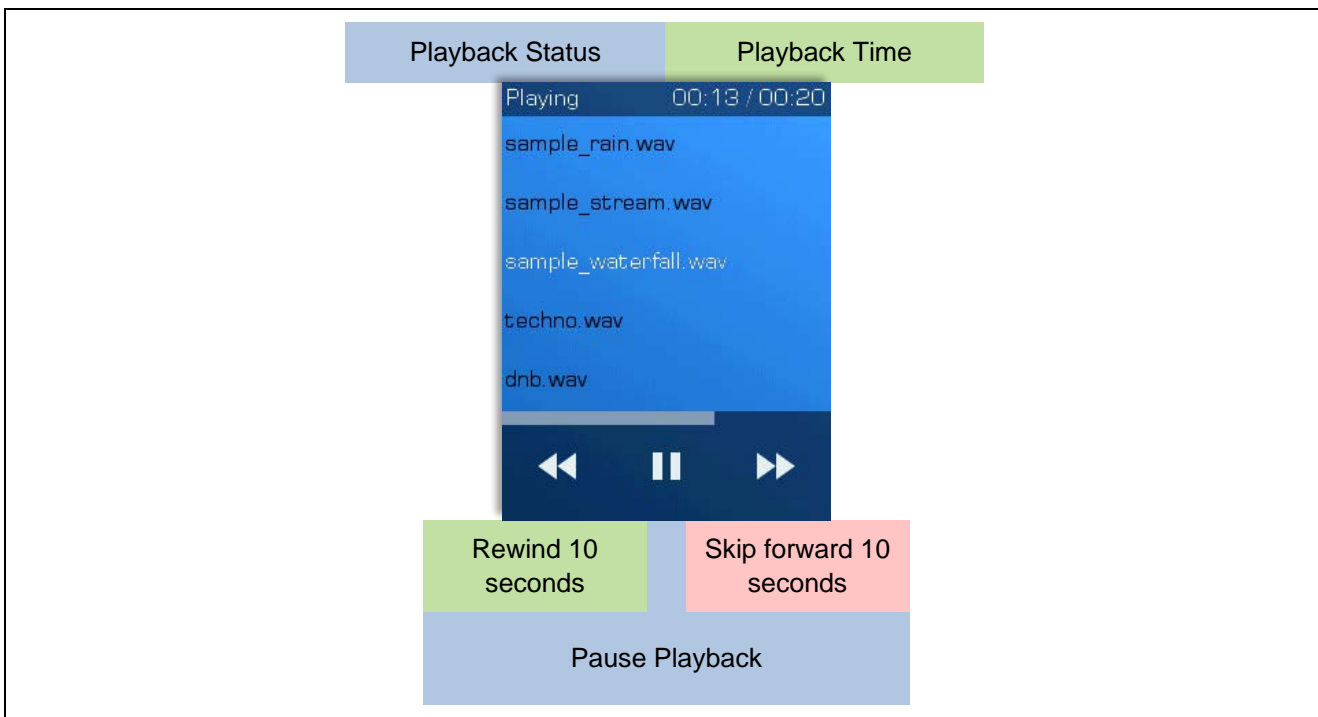 Playback Status Playback Time
Playing 00:13 / 00:20
sample_rain.wav
sample_stream.wav
sample_waterfall.wav
techno.wav
dnb.wav
Rewind 10
seconds
Skip forward 10
seconds
Pause Playback